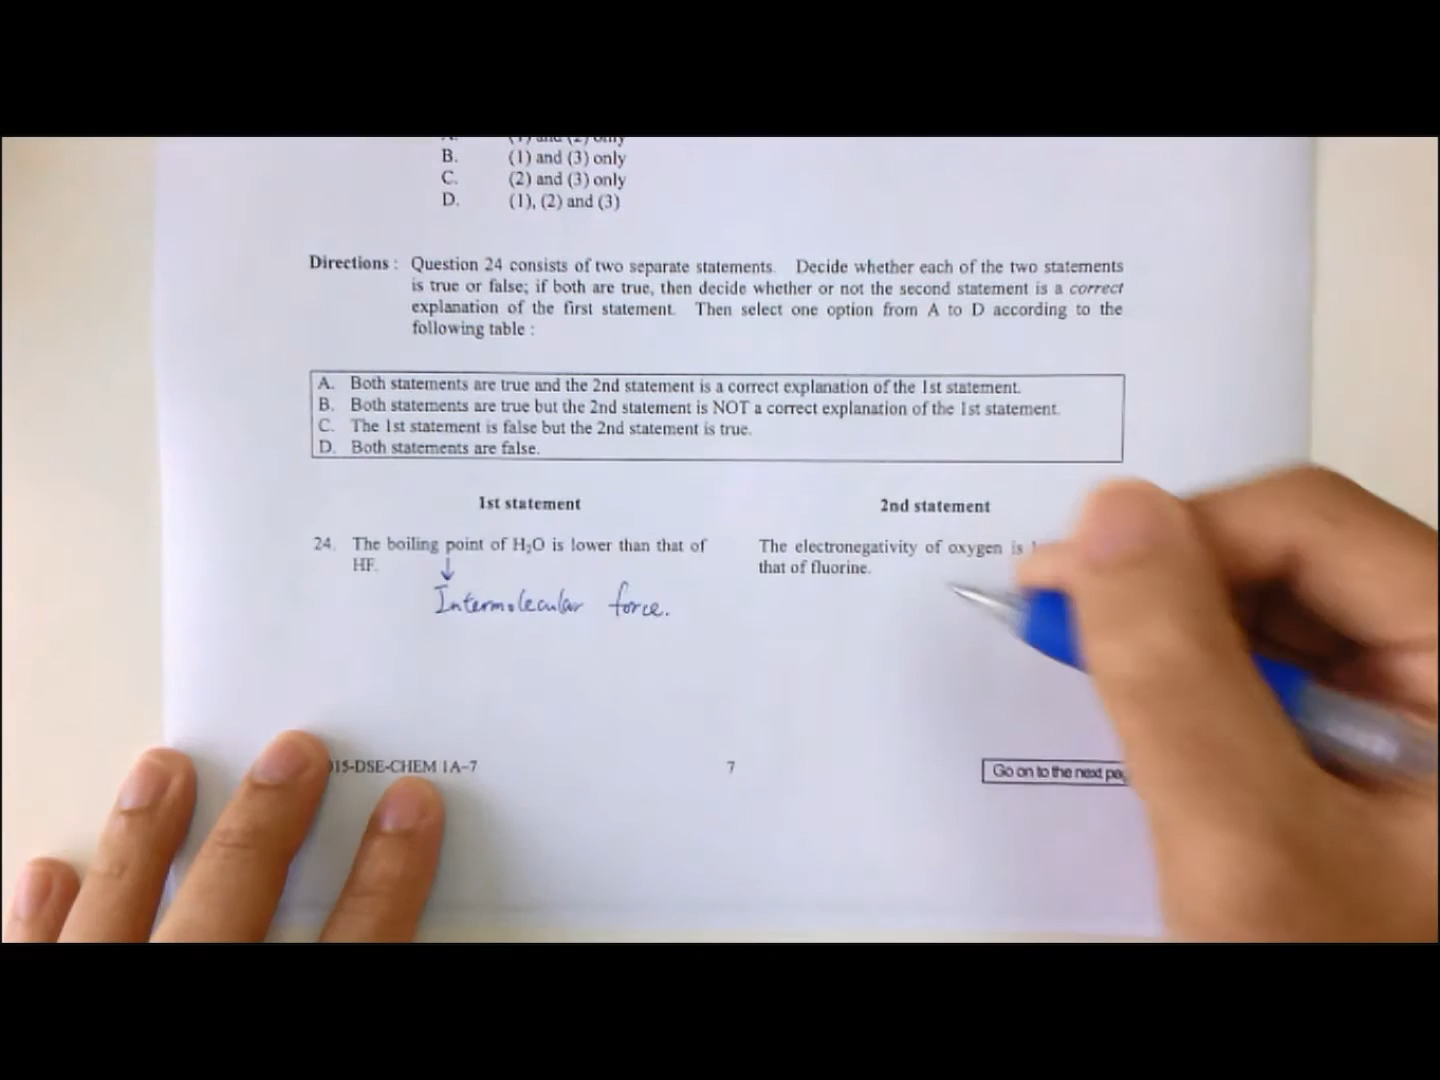 (1) and (2) only
B. (1) and (3) only
C. (2) and (3) only
D. (1), (2) and (3)
Directions : Question 24 consists of two separate statements. Decide whether each of the two statements
is true or false; if both are true, then decide whether or not the second statement is a correct
explanation of the first statement. Then select one option from A to D according to the
following table :
A. Both statements are true and the 2nd statement is a correct explanation of the 1st statement.
B. Both statements are true but the 2nd statement is NOT a correct explanation of the 1st statement.
C. The 1st statement is false but the 2nd statement is true.
D. Both statements are false.
1st statement
2nd statement
24. The boiling point of H₂O is lower than that of
HF.
The electronegativity of oxygen is
that of fluorine.
↓
Intermolecular force.
15-DSE-CHEM 1A-7
7
Go on to the next